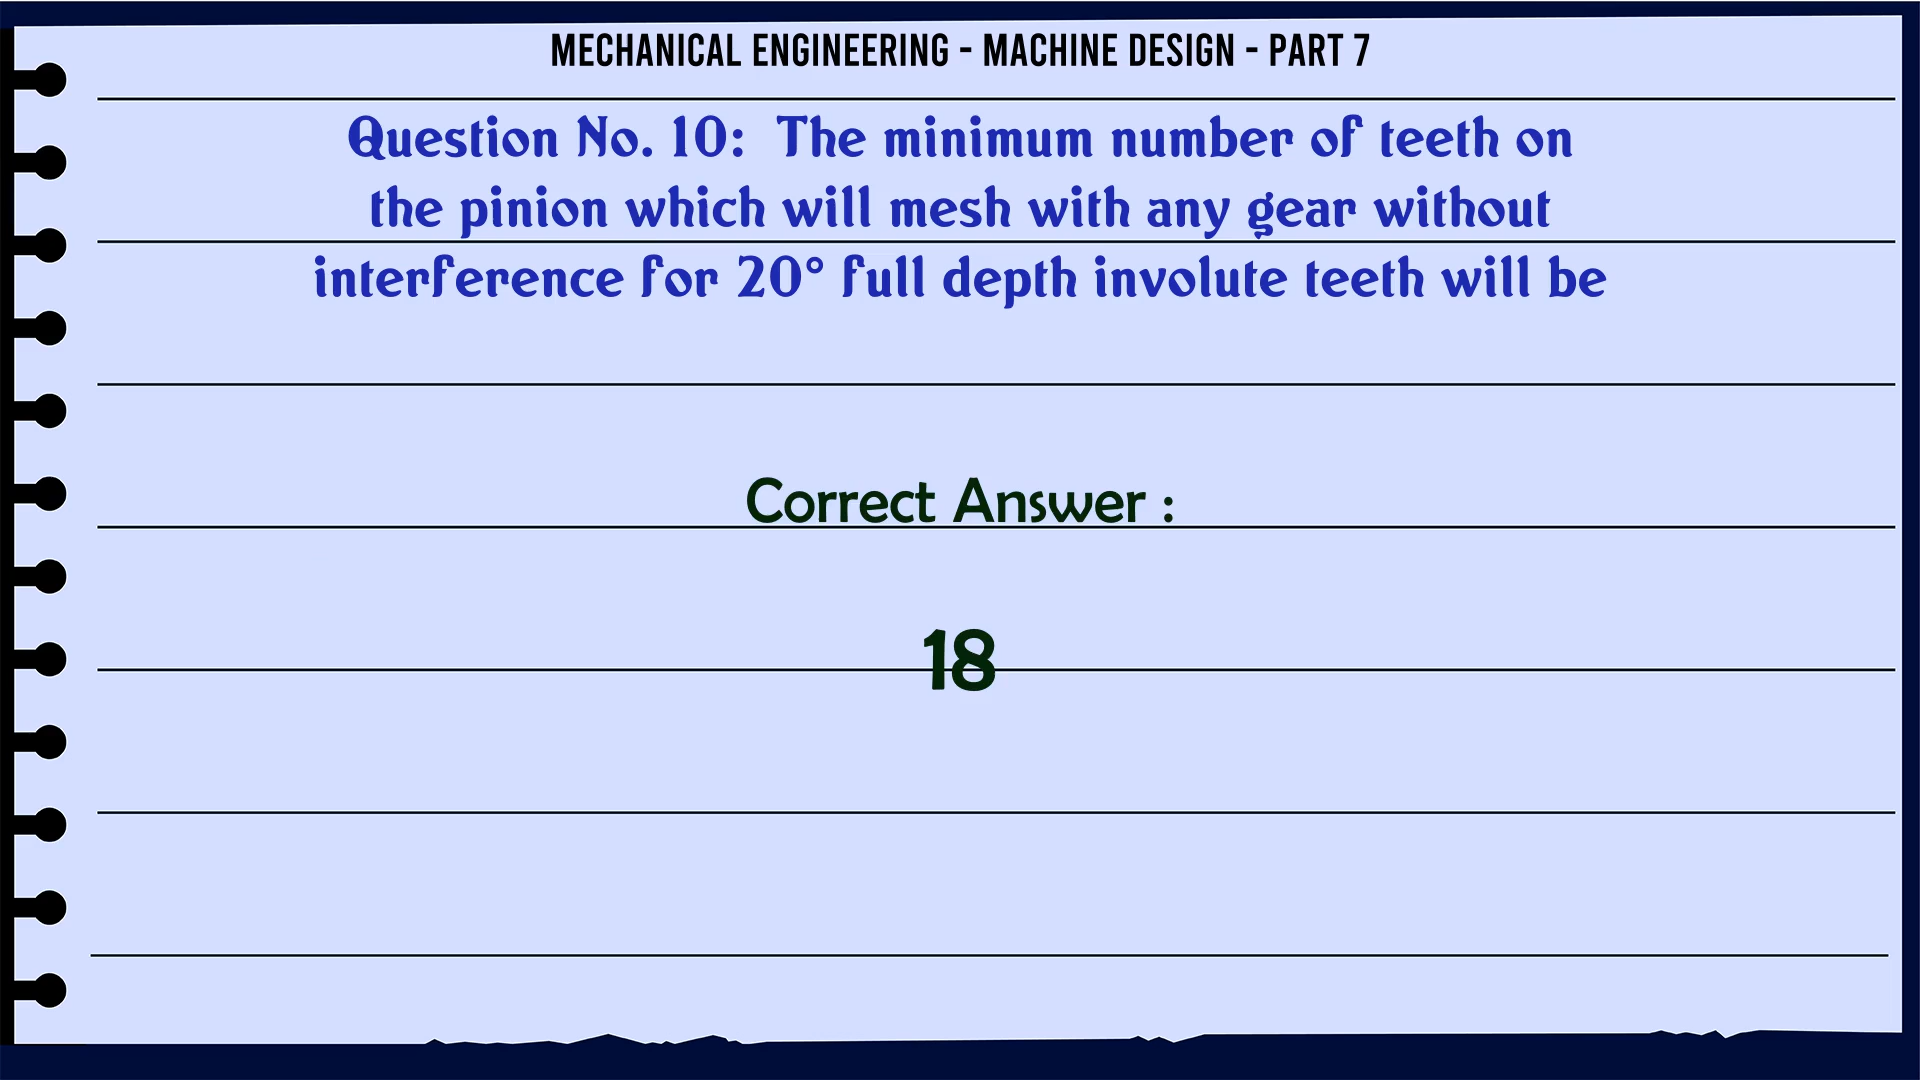 MECHANICAL ENGINEERING - MACHINE DESIGN - PART 7
Question No. 10: The minimum number of teeth on
the pinion which will mesh with any gear without
interference for 20° full depth involute teeth will be
Correct Answer :
18